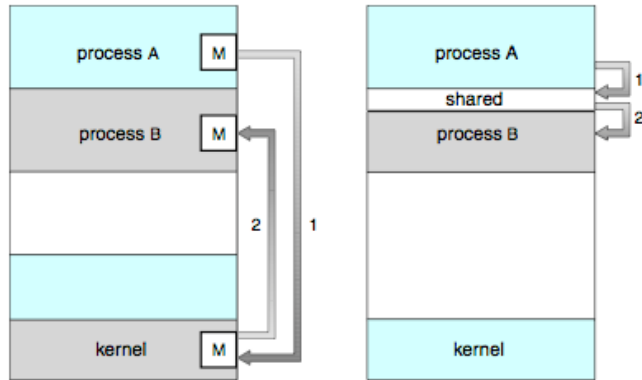 process A
M
process B
M
2
1
kernel
M
process A
1
shared
2
process B
kernel